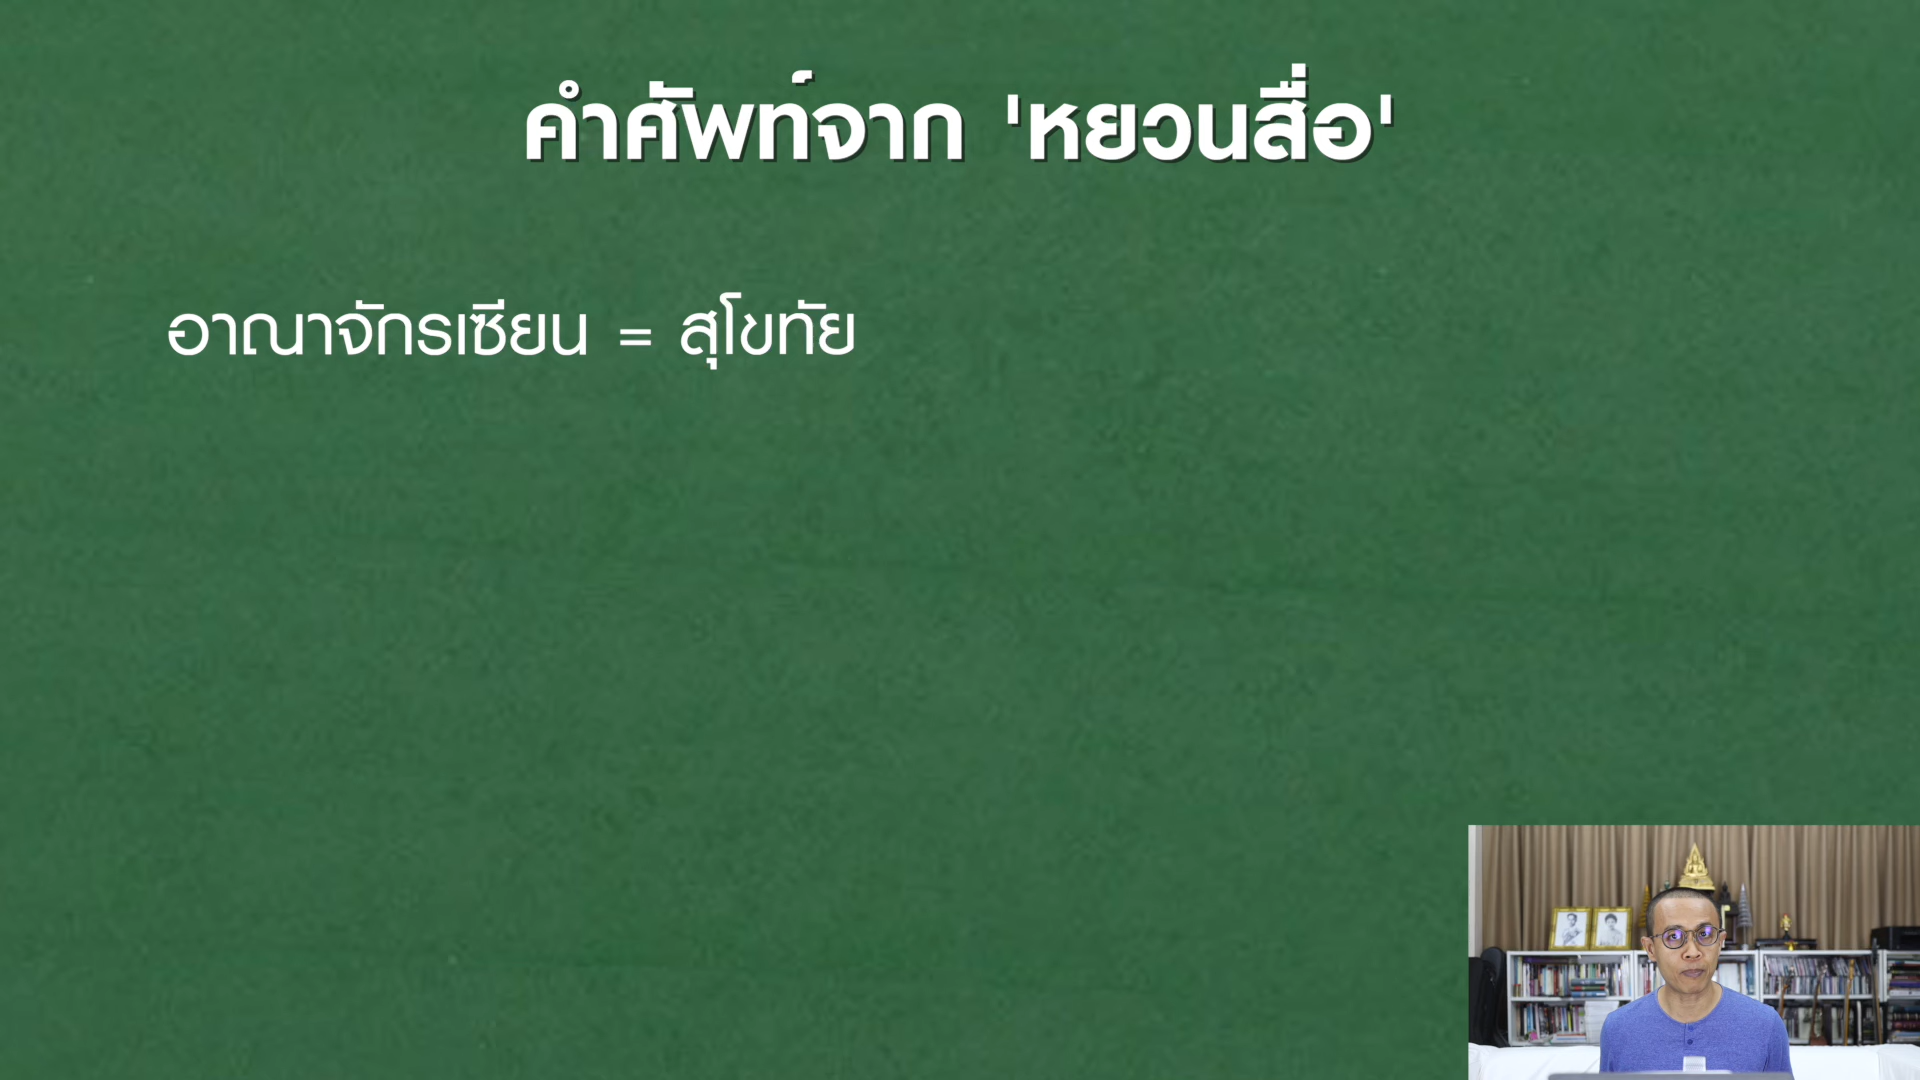 คำศัพท์จาก 'หยวนสื่อ'
อาณาจักรเซียน = สุโขทัย